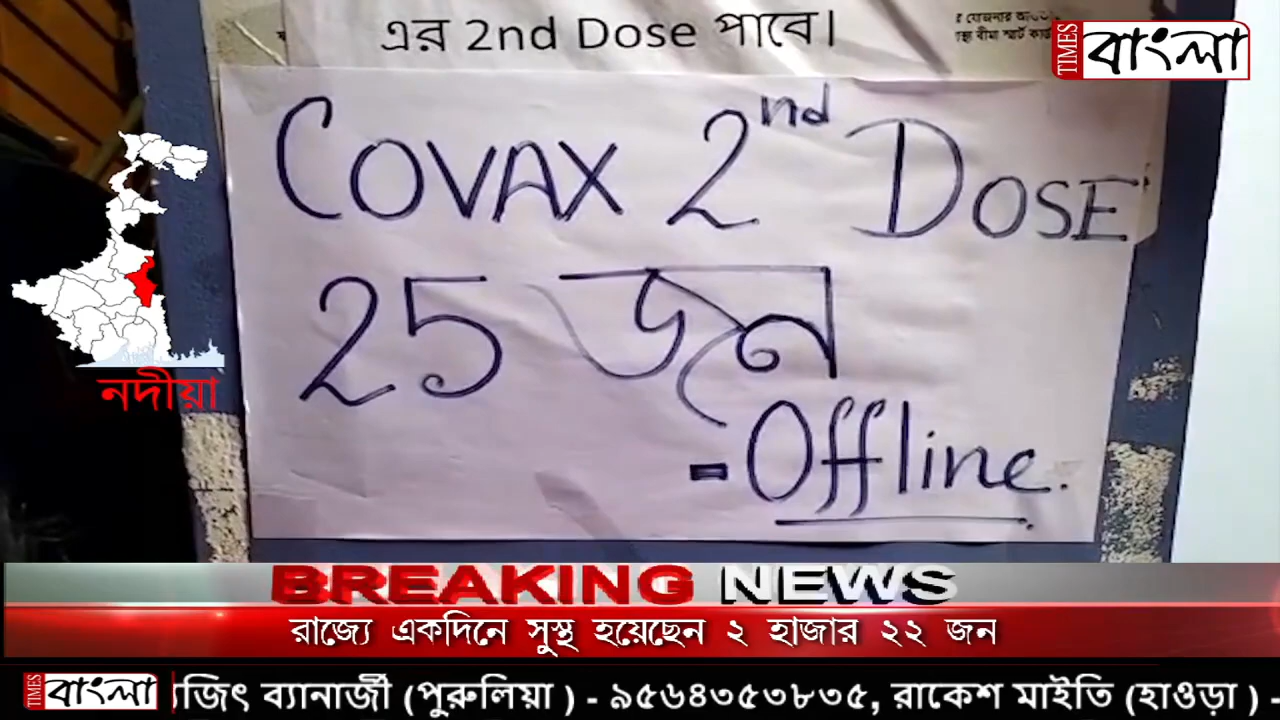 এর 2nd Dose পাবে।
TIMES বাংলা
COVAX 2nd DOSE
25 জন
- Offline.
নদীয়া
BREAKING NEWS
রাজ্যে একদিনে সুস্থ হয়েছেন ২ হাজার ২২ জন
TIMES বাংলা
জিৎ ব্যানার্জী (পুরুলিয়া ) - ৯৫৬৪৩৫৩৮৩৫, রাকেশ মাইতি (হাওড়া ) -